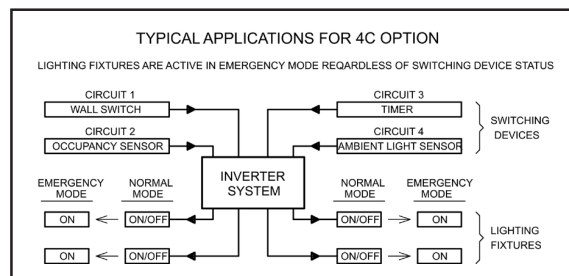 TYPICAL APPLICATIONS FOR 4C OPTION
LIGHTING FIXTURES ARE ACTIVE IN EMERGENCY MODE REQARDLESS OF SWITCHING DEVICE STATUS
CIRCUIT 1
WALL SWITCH
CIRCUIT 2
OCCUPANCY SENSOR
CIRCUIT 3
TIMER
CIRCUIT 4
AMBIENT LIGHT SENSOR
SWITCHING
DEVICES
INVERTER
SYSTEM
EMERGENCY MODE
NORMAL MODE
NORMAL MODE
EMERGENCY MODE
ON ON/OFF ON/OFF ON
ON ON/OFF ON/OFF ON
LIGHTING
FIXTURES